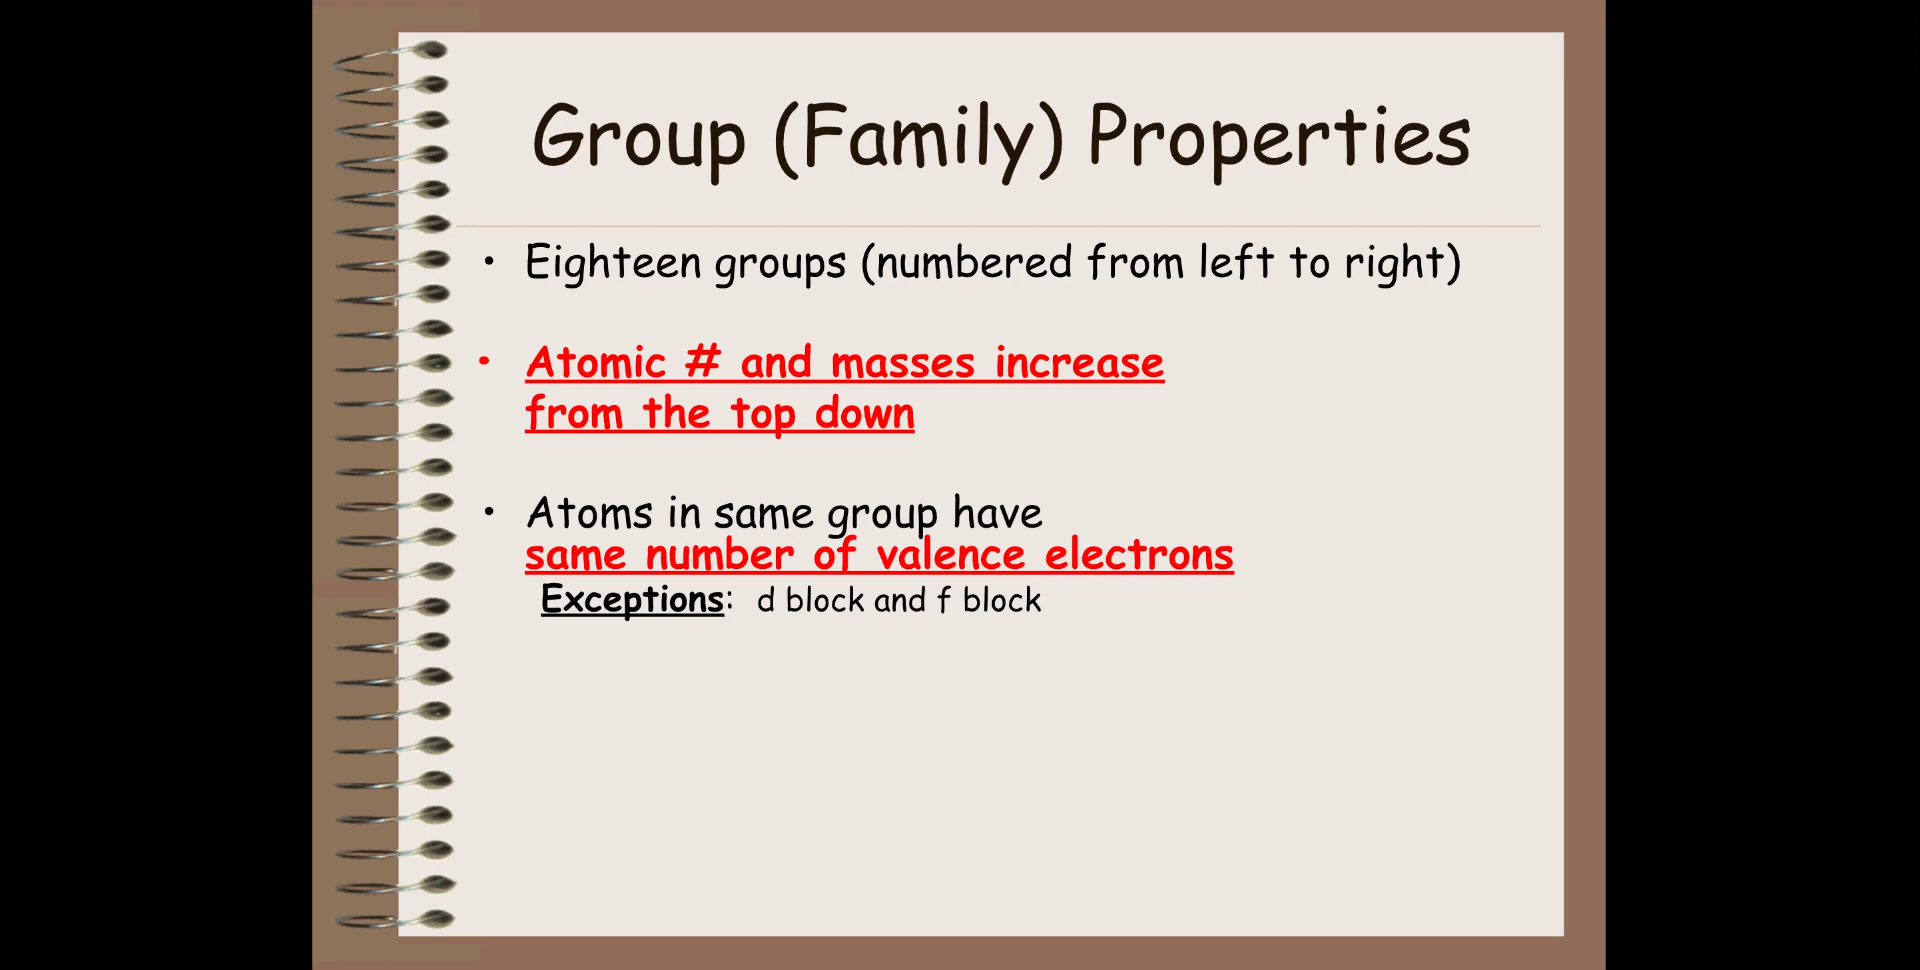 Group (Family) Properties
• Eighteen groups (numbered from left to right)
• Atomic # and masses increase
from the top down
• Atoms in same group have
same number of valence electrons
Exceptions: d block and f block